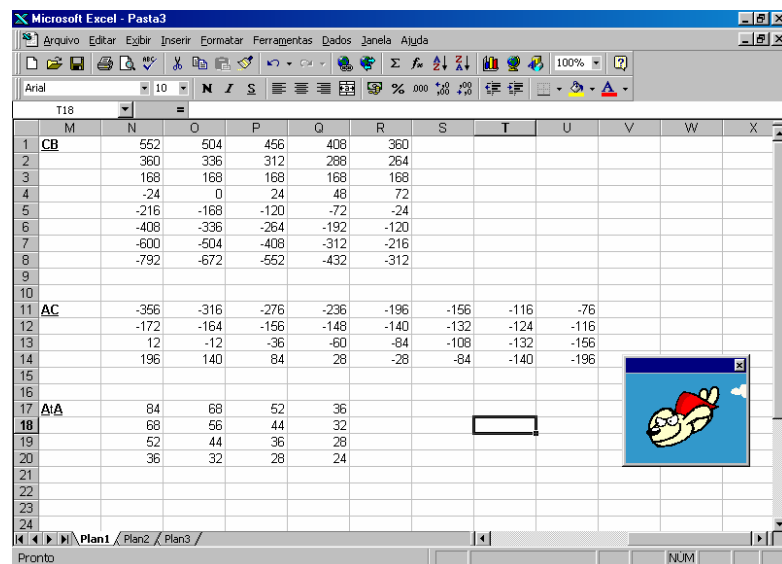 Microsoft Excel - Pasta3
Arquivo Editar Exibir Inserir Formatar Ferramentas Dados Janela Ajuda
100%
Arial 10 N I S % 000
T18 =
M N O P Q R S T U V W X
1 CB 552 504 456 408 360
2 360 336 312 288 264
3 168 168 168 168 168
4 -24 0 24 48 72
5 -216 -168 -120 -72 -24
6 -408 -336 -264 -192 -120
7 -600 -504 -408 -312 -216
8 -792 -672 -552 -432 -312
9
10
11 AC -356 -316 -276 -236 -196 -156 -116 -76
12 -172 -164 -156 -148 -140 -132 -124 -116
13 12 -12 -36 -60 -84 -108 -132 -156
14 196 140 84 28 -28 -84 -140 -196
15
16
17 AtA 84 68 52 36
18 68 56 44 32
19 52 44 36 28
20 36 32 28 24
21
22
23
24
Plan1 Plan2 Plan3
Pronto NÚM